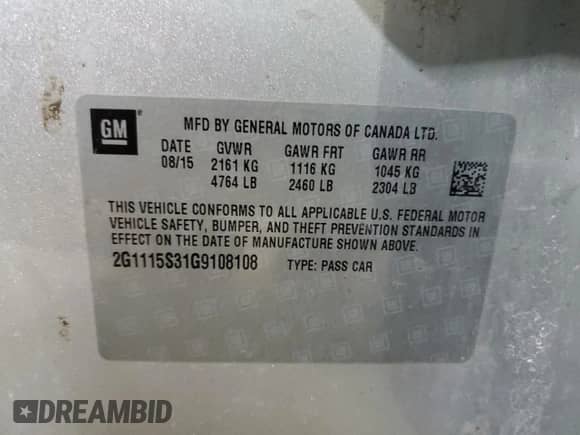 GM ®
MFD BY GENERAL MOTORS OF CANADA LTD.
DATE GVWR GAWR FRT GAWR RR
08/15 2161 KG 1116 KG 1045 KG
4764 LB 2460 LB 2304 LB
THIS VEHICLE CONFORMS TO ALL APPLICABLE U.S. FEDERAL MOTOR
VEHICLE SAFETY, BUMPER, AND THEFT PREVENTION STANDARDS IN
EFFECT ON THE DATE OF MANUFACTURE SHOWN ABOVE.
2G1115S31G9108108 TYPE: PASS CAR
DREAMBID